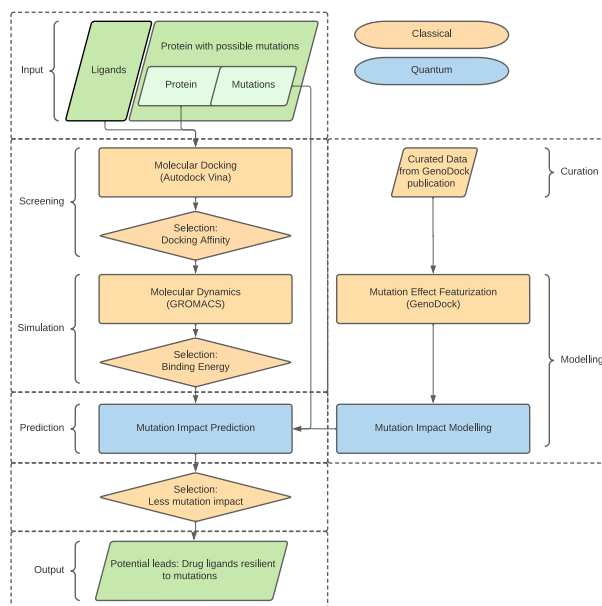 Classical
Quantum
Input
Ligands
Protein with possible mutations
Protein
Mutations
Screening
Molecular Docking
(Autodock Vina)
Selection:
Docking Affinity
Curated Data
from GenoDock
publication
Curation
Simulation
Molecular Dynamics
(GROMACS)
Selection:
Binding Energy
Mutation Effect Featurization
(GenoDock)
Modelling
Prediction
Mutation Impact Prediction
Mutation Impact Modelling
Selection:
Less mutation impact
Output
Potential leads: Drug ligands resilient
to mutations